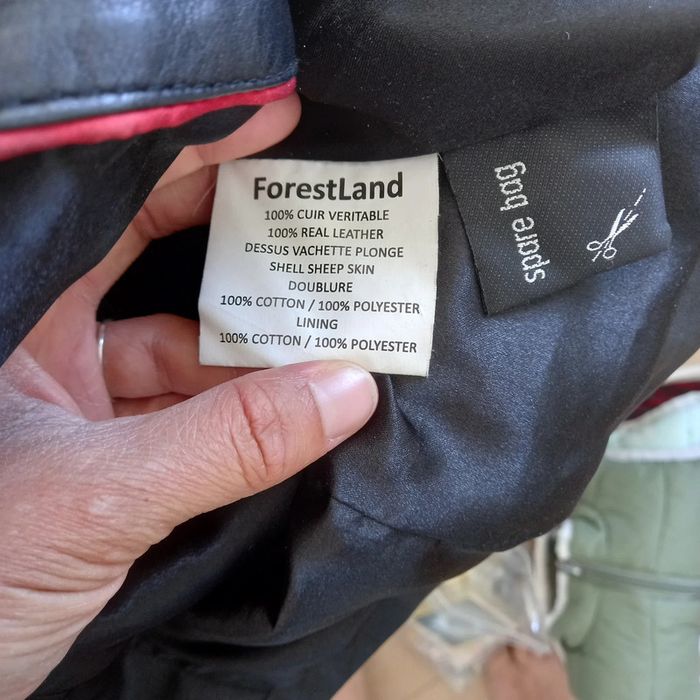 ForestLand
100% CUIR VERITABLE
100% REAL LEATHER
DESSUS VACHETTE PLONGE
SHELL SHEEP SKIN
DOUBLURE
100% COTTON / 100% POLYESTER
LINING
100% COTTON / 100% POLYESTER
spare bag